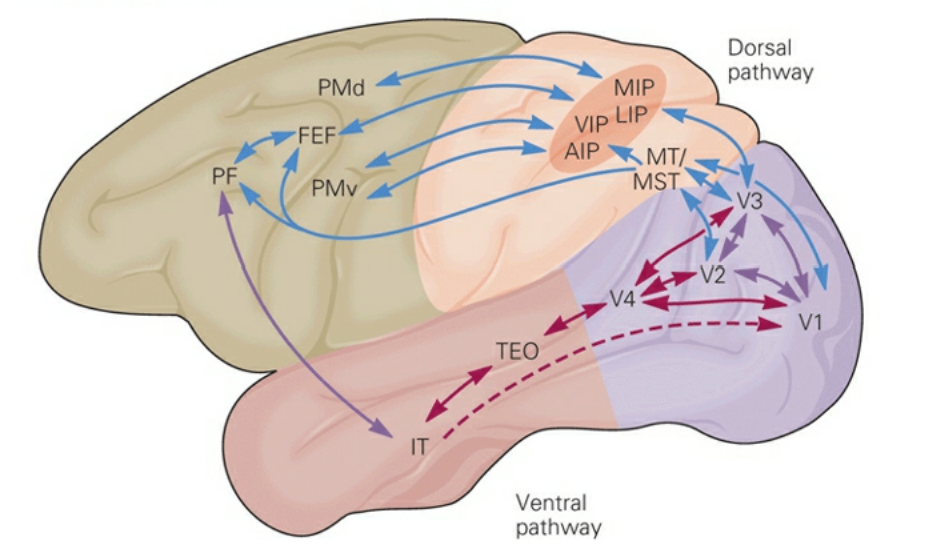 Dorsal
pathway
PMd
MIP
LIP
VIP
FEF
AIP
MT/
MST
PF
PMv
V3
V2
V4
V1
TEO
IT
Ventral
pathway